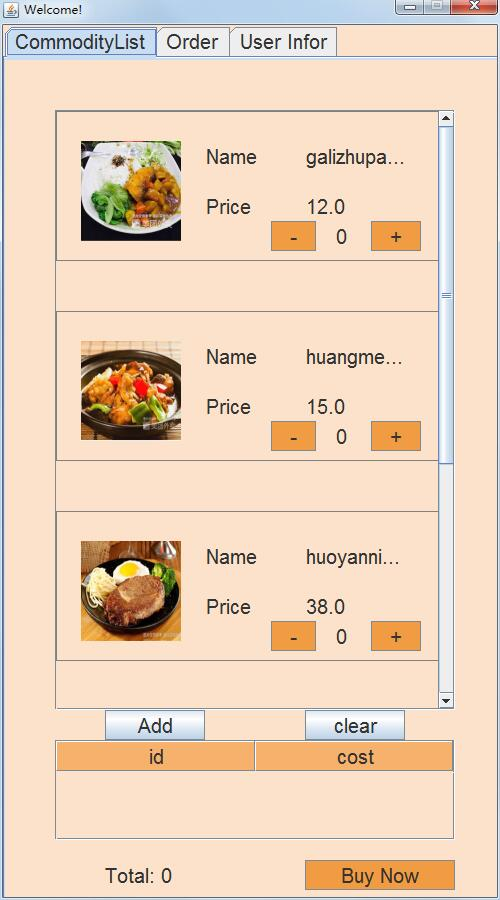 Welcome!
CommodityList Order User Infor
Name galizhupa...
Price 12.0
- 0 +
Name huangme...
Price 15.0
- 0 +
Name huoyanni...
Price 38.0
- 0 +
Add clear
id cost
Total: 0 Buy Now